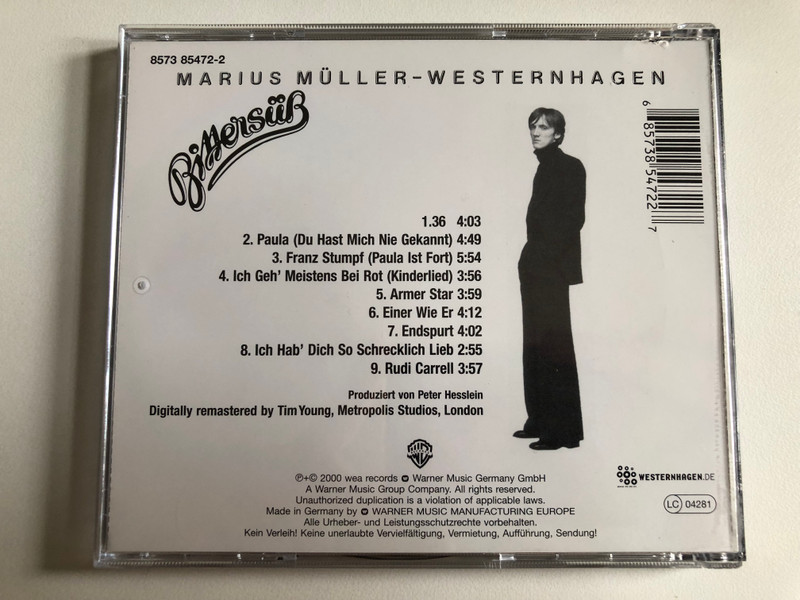 8573 85472-2
MARIUS MÜLLER-WESTERNHAGEN
Bittersüß
6 85738 54722 7
1.36 4:03
2. Paula (Du Hast Mich Nie Gekannt) 4:49
3. Franz Stumpf (Paula Ist Fort) 5:54
4. Ich Geh' Meistens Bei Rot (Kinderlied) 3:56
5. Armer Star 3:59
6. Einer Wie Er 4:12
7. Endspurt 4:02
8. Ich Hab' Dich So Schrecklich Lieb 2:55
9. Rudi Carrell 3:57
Produziert von Peter Hesslein
Digitally remastered by Tim Young, Metropolis Studios, London
℗+© 2000 wea records Warner Music Germany GmbH
A Warner Music Group Company. All rights reserved.
Unauthorized duplication is a violation of applicable laws.
Made in Germany by WARNER MUSIC MANUFACTURING EUROPE
Alle Urheber- und Leistungsschutzrechte vorbehalten.
Kein Verleih! Keine unerlaubte Vervielfältigung, Vermietung, Aufführung, Sendung!
WESTERNHAGEN.DE
LC 04281